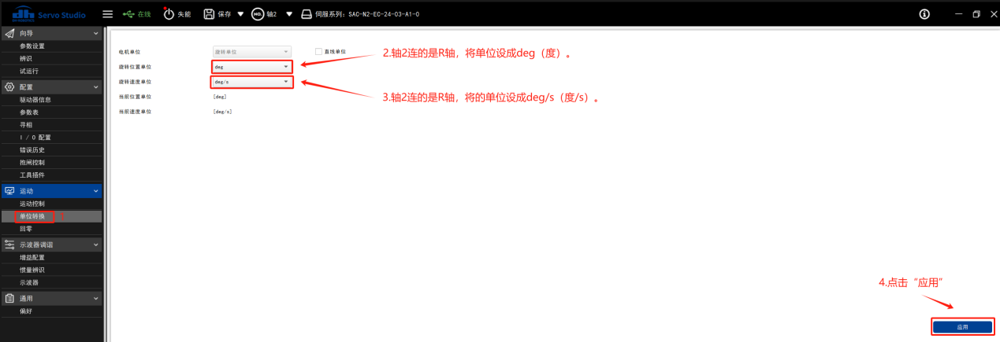 Servo Studio
在线
失能
保存
NO.
轴2
伺服系列: SAC-N2-EC-24-03-A1-0
向导
参数设置
辨识
试运行
配置
驱动器信息
参数表
寻相
I / O 配置
错误历史
抱闸控制
工具插件
运动
运动控制
单位转换
1
回零
示波器调谐
增益配置
惯量辨识
示波器
通用
偏好
电机单位
旋转单位
直线单位
旋转位置单位
deg
旋转速度单位
deg/s
当前位置单位
[deg]
当前速度单位
[deg/s]
2.轴2连的是R轴，将单位设成deg（度）。
3.轴2连的是R轴，将的单位设成deg/s（度/s）。
4.点击“应用”
应用